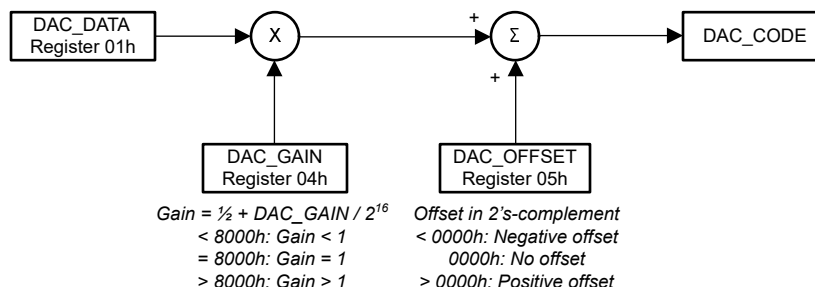 DAC_DATA
Register 01h
X
+
Σ
+
DAC_CODE
DAC_GAIN
Register 04h
DAC_OFFSET
Register 05h
Gain = ½ + DAC_GAIN / 2¹⁶
< 8000h: Gain < 1
= 8000h: Gain = 1
> 8000h: Gain > 1
Offset in 2's-complement
< 0000h: Negative offset
0000h: No offset
> 0000h: Positive offset